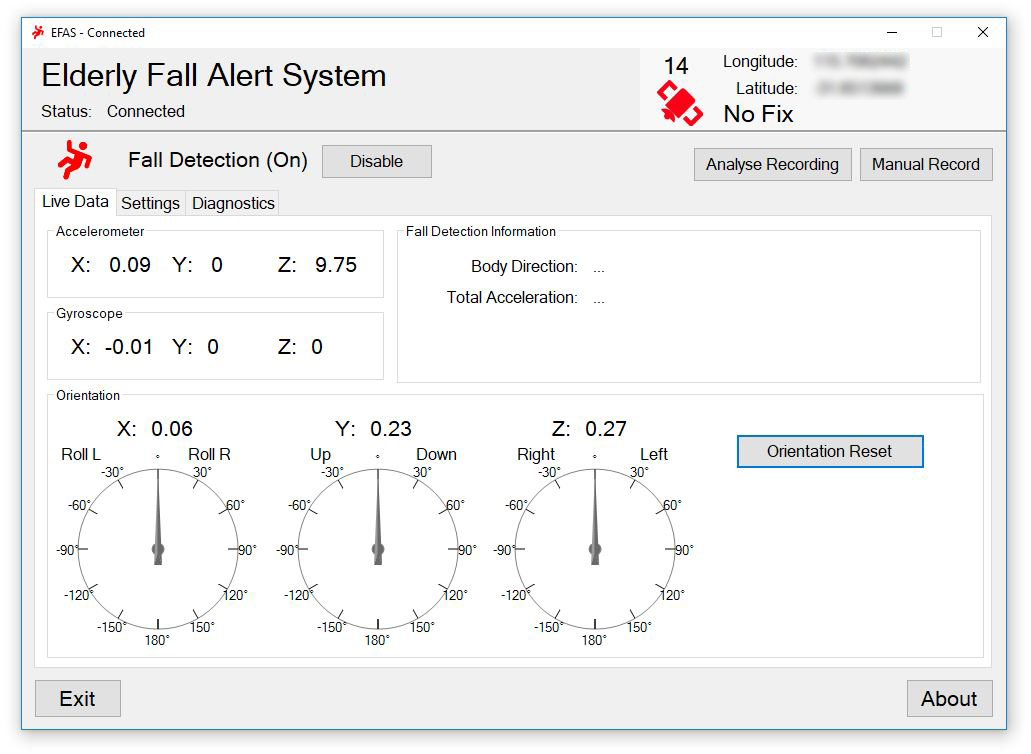 EFAS - Connected
Elderly Fall Alert System
Status: Connected
14
Longitude:
Latitude:
No Fix
Fall Detection (On)
Disable
Analyse Recording
Manual Record
Live Data
Settings
Diagnostics
Accelerometer
X: 0.09 Y: 0 Z: 9.75
Fall Detection Information
Body Direction: ...
Total Acceleration: ...
Gyroscope
X: -0.01 Y: 0 Z: 0
Orientation
X: 0.06
Roll L ° Roll R
-30° 30°
-60° 60°
-90° 90°
-120° 120°
-150° 150°
180°
Y: 0.23
Up ° Down
-30° 30°
-60° 60°
-90° 90°
-120° 120°
-150° 150°
180°
Z: 0.27
Right ° Left
-30° 30°
-60° 60°
-90° 90°
-120° 120°
-150° 150°
180°
Orientation Reset
Exit
About